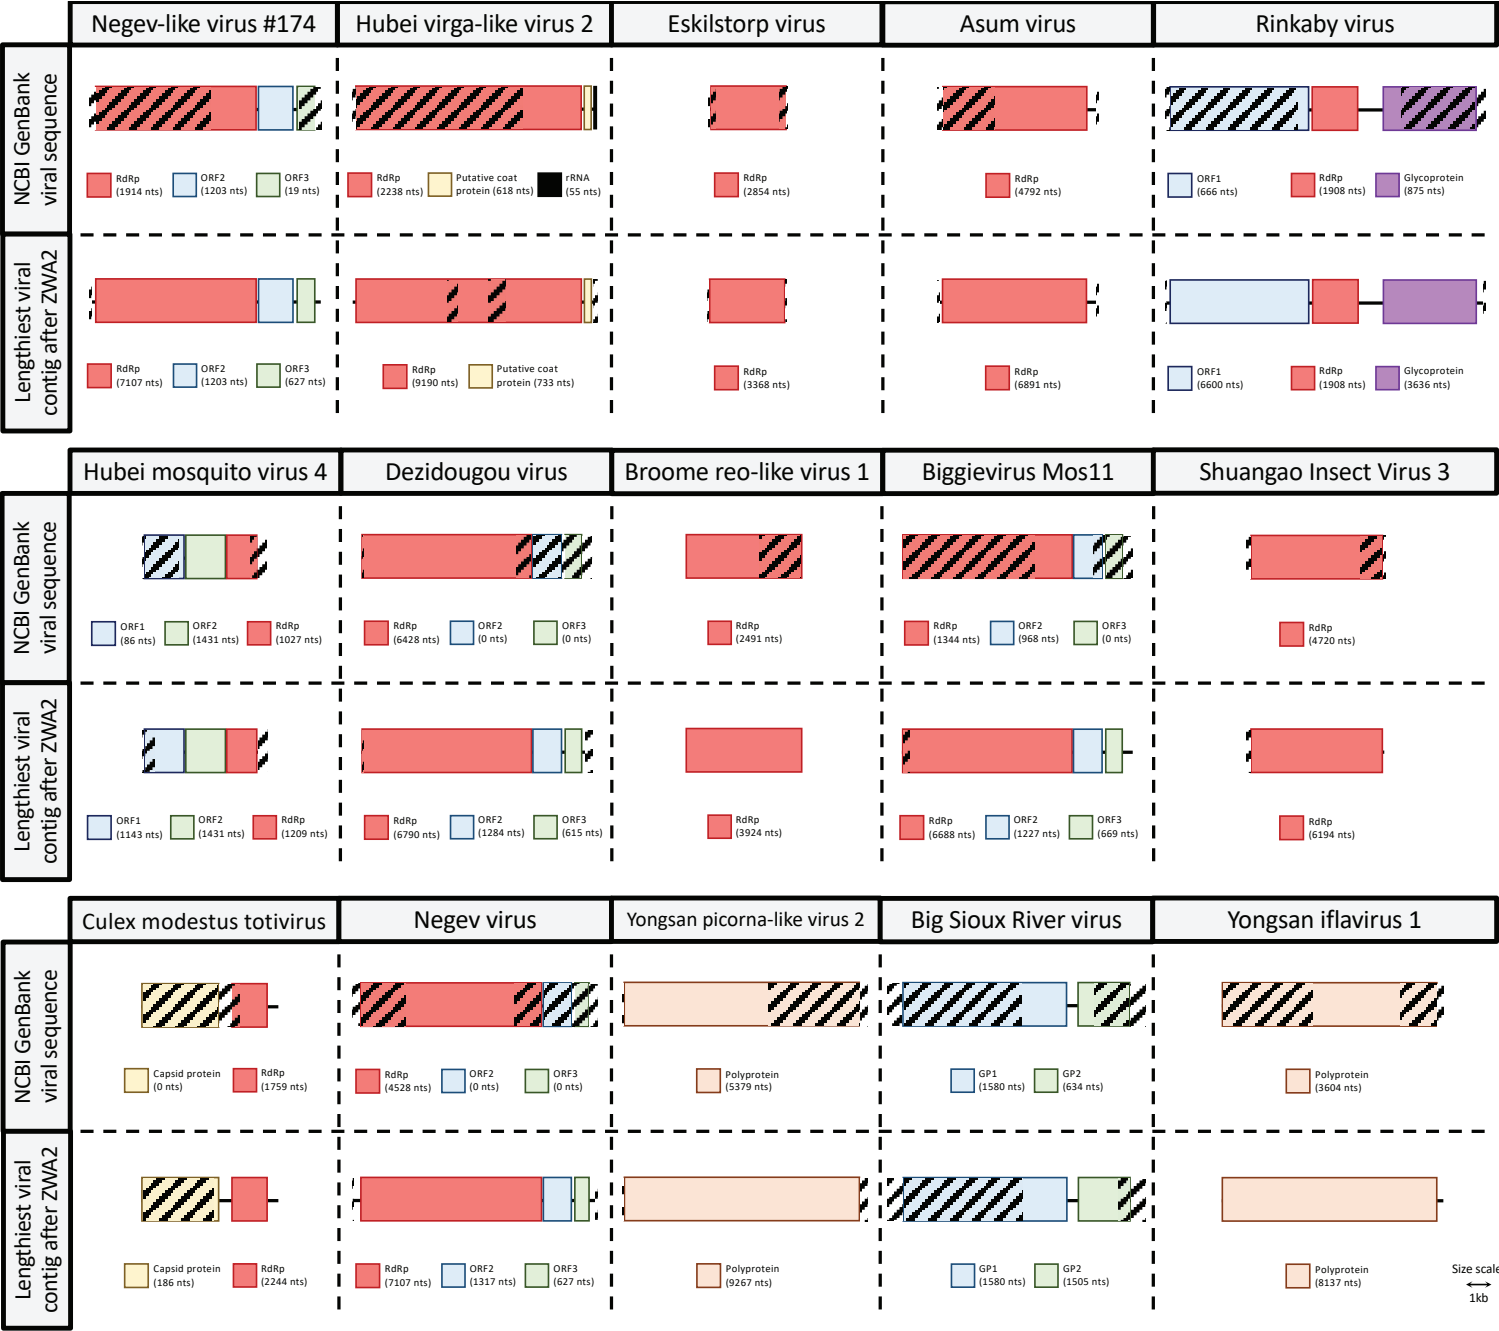 Negev-like virus #174
Hubei virga-like virus 2
Eskilstorp virus
Asum virus
Rinkaby virus
NCBI GenBank
viral sequence
RdRp
(1914 nts)
ORF2
(1203 nts)
ORF3
(19 nts)
RdRp
(2238 nts)
Putative coat
protein (618 nts)
rRNA
(55 nts)
RdRp
(2854 nts)
RdRp
(4792 nts)
ORF1
(666 nts)
RdRp
(1908 nts)
Glycoprotein
(875 nts)
Lengthiest viral
contig after ZWA2
RdRp
(7107 nts)
ORF2
(1203 nts)
ORF3
(627 nts)
RdRp
(9190 nts)
Putative coat
protein (733 nts)
RdRp
(3368 nts)
RdRp
(6891 nts)
ORF1
(6600 nts)
RdRp
(1908 nts)
Glycoprotein
(3636 nts)
Hubei mosquito virus 4
Dezidougou virus
Broome reo-like virus 1
Biggievirus Mos11
Shuangao Insect Virus 3
NCBI GenBank
viral sequence
ORF1
(86 nts)
ORF2
(1431 nts)
RdRp
(1027 nts)
RdRp
(6428 nts)
ORF2
(0 nts)
ORF3
(0 nts)
RdRp
(2491 nts)
RdRp
(1344 nts)
ORF2
(968 nts)
ORF3
(0 nts)
RdRp
(4720 nts)
Lengthiest viral
contig after ZWA2
ORF1
(1143 nts)
ORF2
(1431 nts)
RdRp
(1209 nts)
RdRp
(6790 nts)
ORF2
(1284 nts)
ORF3
(615 nts)
RdRp
(3924 nts)
RdRp
(6688 nts)
ORF2
(1227 nts)
ORF3
(669 nts)
RdRp
(6194 nts)
Culex modestus totivirus
Negev virus
Yongsan picorna-like virus 2
Big Sioux River virus
Yongsan iflavirus 1
NCBI GenBank
viral sequence
Capsid protein
(0 nts)
RdRp
(1759 nts)
RdRp
(4528 nts)
ORF2
(0 nts)
ORF3
(0 nts)
Polyprotein
(5379 nts)
GP1
(1580 nts)
GP2
(634 nts)
Polyprotein
(3604 nts)
Lengthiest viral
contig after ZWA2
Capsid protein
(186 nts)
RdRp
(2244 nts)
RdRp
(7107 nts)
ORF2
(1317 nts)
ORF3
(627 nts)
Polyprotein
(9267 nts)
GP1
(1580 nts)
GP2
(1505 nts)
Polyprotein
(8137 nts)
Size scale
1kb